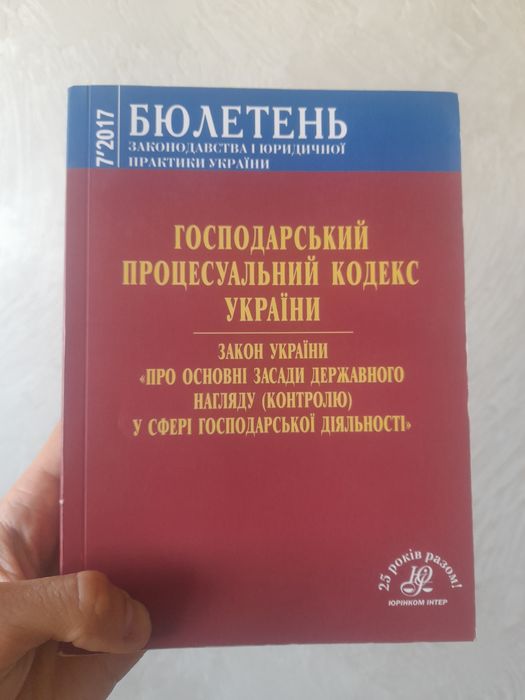 7'2017
БЮЛЕТЕНЬ
ЗАКОНОДАВСТВА І ЮРИДИЧНОЇ
ПРАКТИКИ УКРАЇНИ
ГОСПОДАРСЬКИЙ
ПРОЦЕСУАЛЬНИЙ КОДЕКС
УКРАЇНИ
ЗАКОН УКРАЇНИ
«ПРО ОСНОВНІ ЗАСАДИ ДЕРЖАВНОГО
НАГЛЯДУ (КОНТРОЛЮ)
У СФЕРІ ГОСПОДАРСЬКОЇ ДІЯЛЬНОСТІ»
25 років разом!
ЮРІНКОМ ІНТЕР